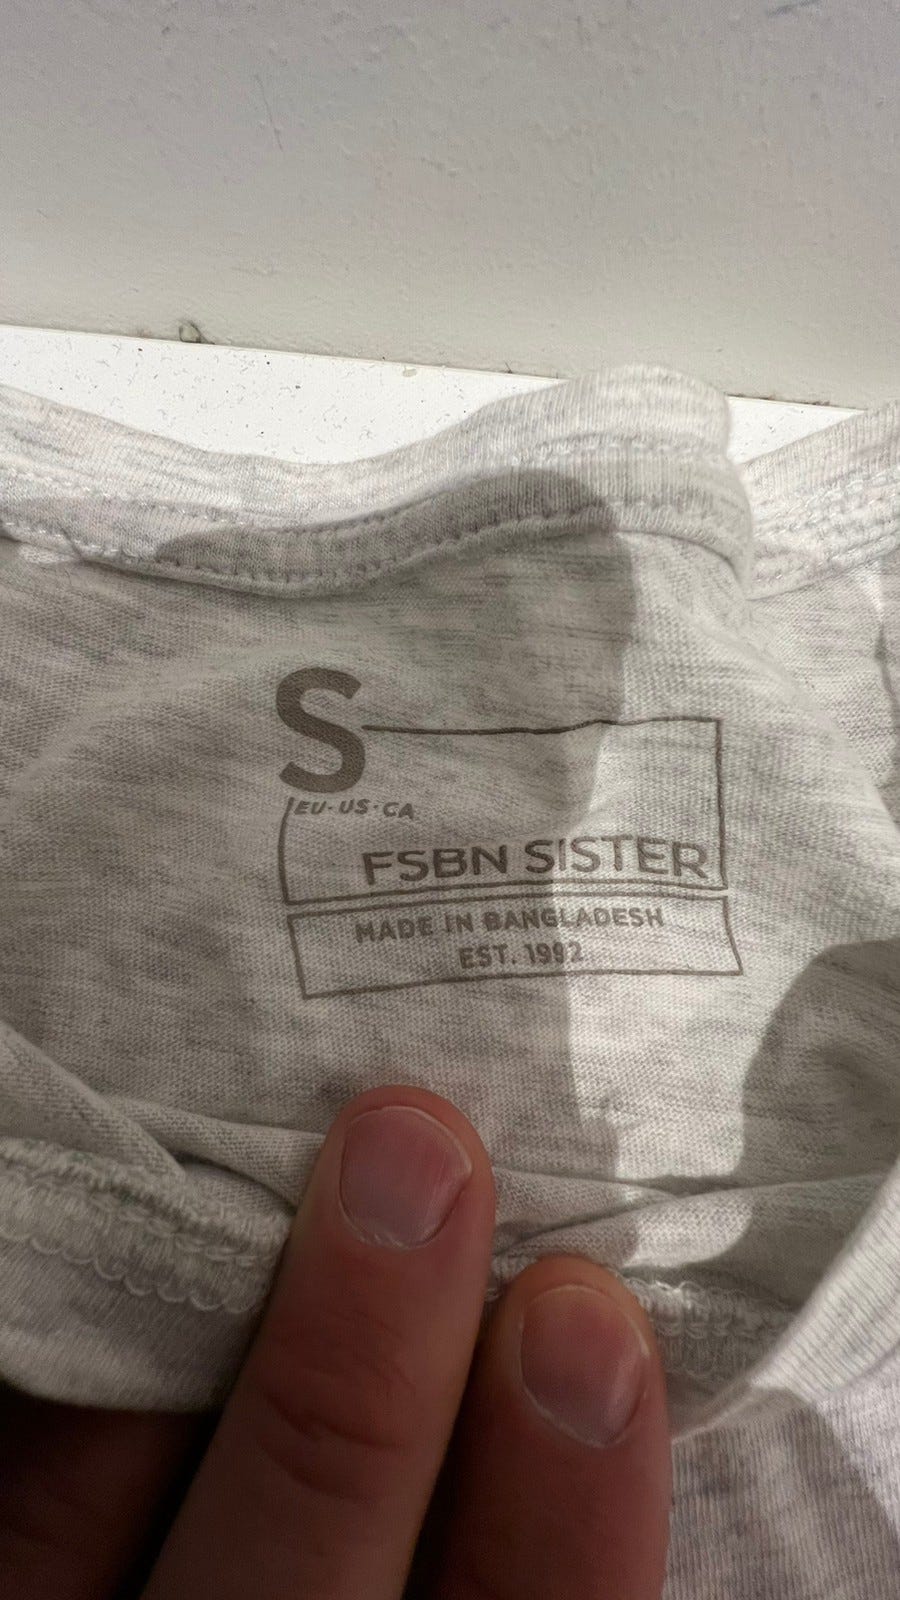 S
EU·US·CA
FSBN SISTER
MADE IN BANGLADESH
EST. 1992